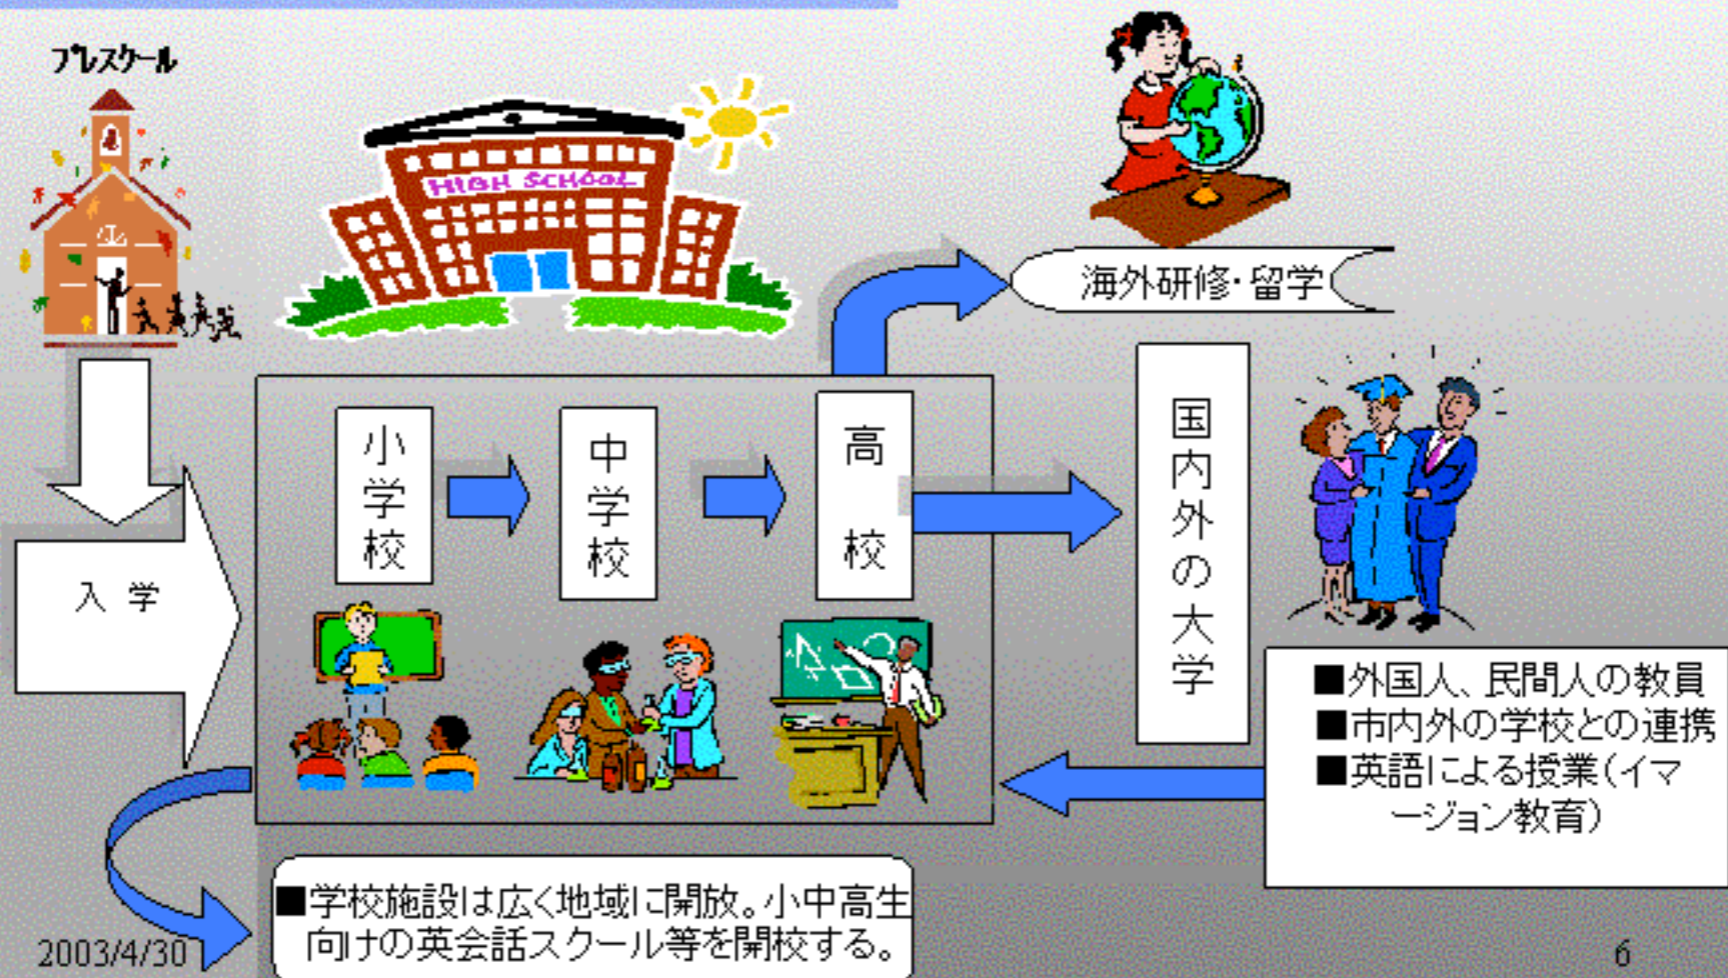 プレスクール
HIGH SCHOOL
海外研修・留学
小学校
中学校
高校
国内外の大学
入学
■外国人、民間人の教員
■市内外の学校との連携
■英語による授業(イマ
ージョン教育)
■学校施設は広く地域に開放。小中高生
向けの英会話スクール等を開校する。
2003/4/30
6